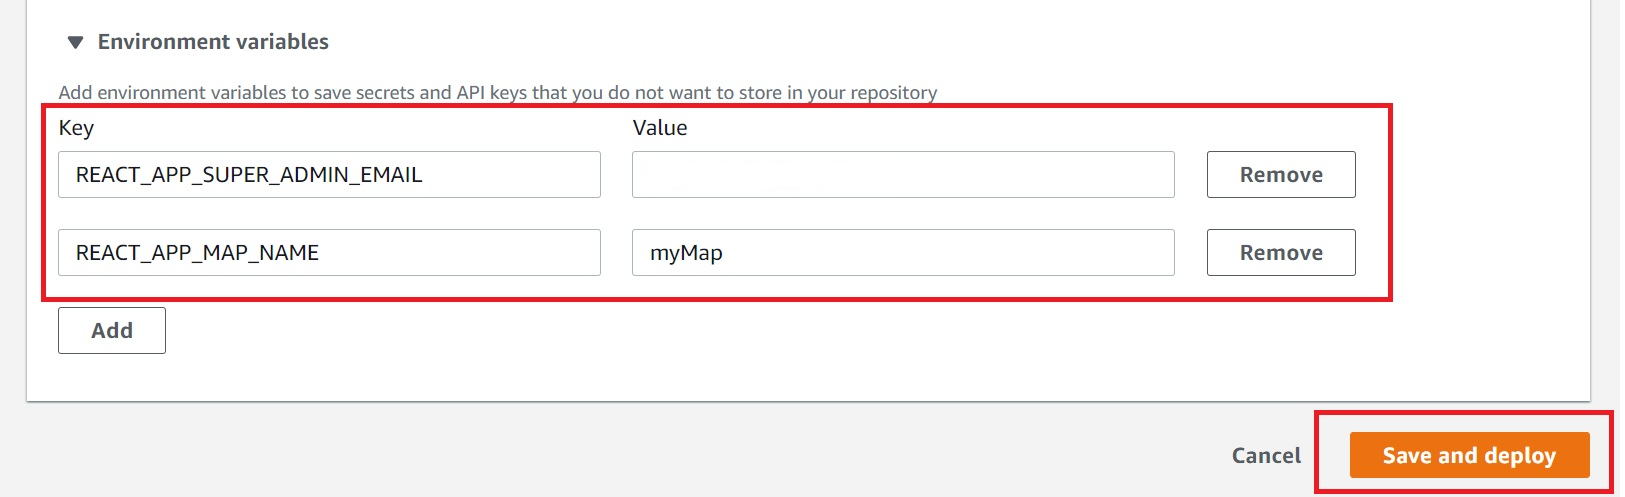 Environment variables
Add environment variables to save secrets and API keys that you do not want to store in your repository
Key Value
REACT_APP_SUPER_ADMIN_EMAIL Remove
REACT_APP_MAP_NAME myMap Remove
Add
Cancel Save and deploy